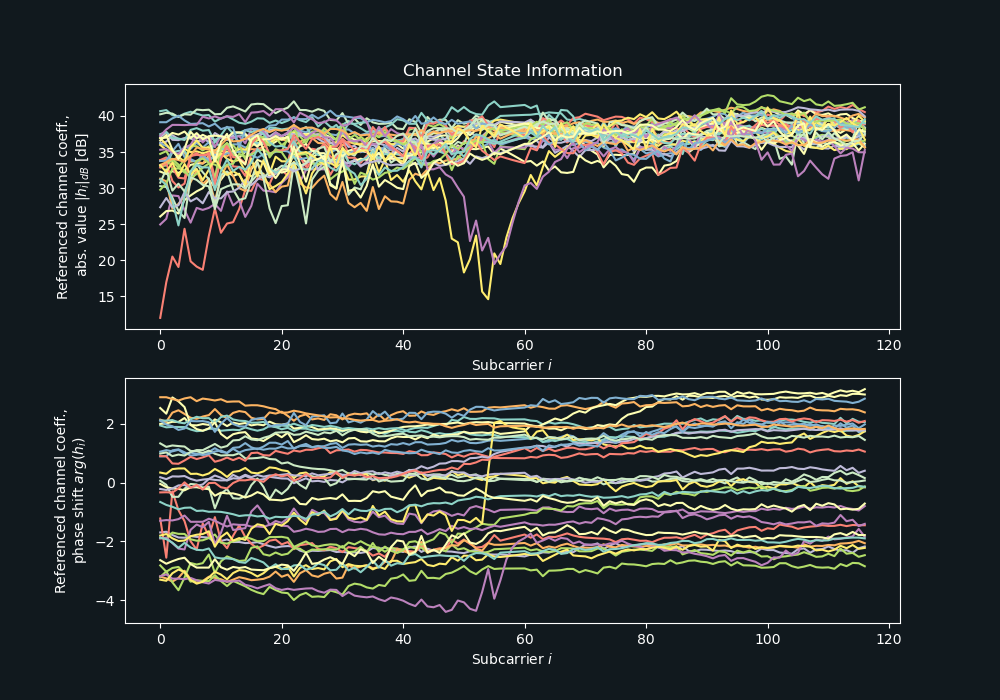 Channel State Information
Referenced channel coeff.,
abs. value $|h_i|_{dB}$ [dB]
40
35
30
25
20
15
0 20 40 60 80 100 120
Subcarrier $i$
Referenced channel coeff.,
phase shift $arg(h_i)$
2
0
−2
−4
0 20 40 60 80 100 120
Subcarrier $i$